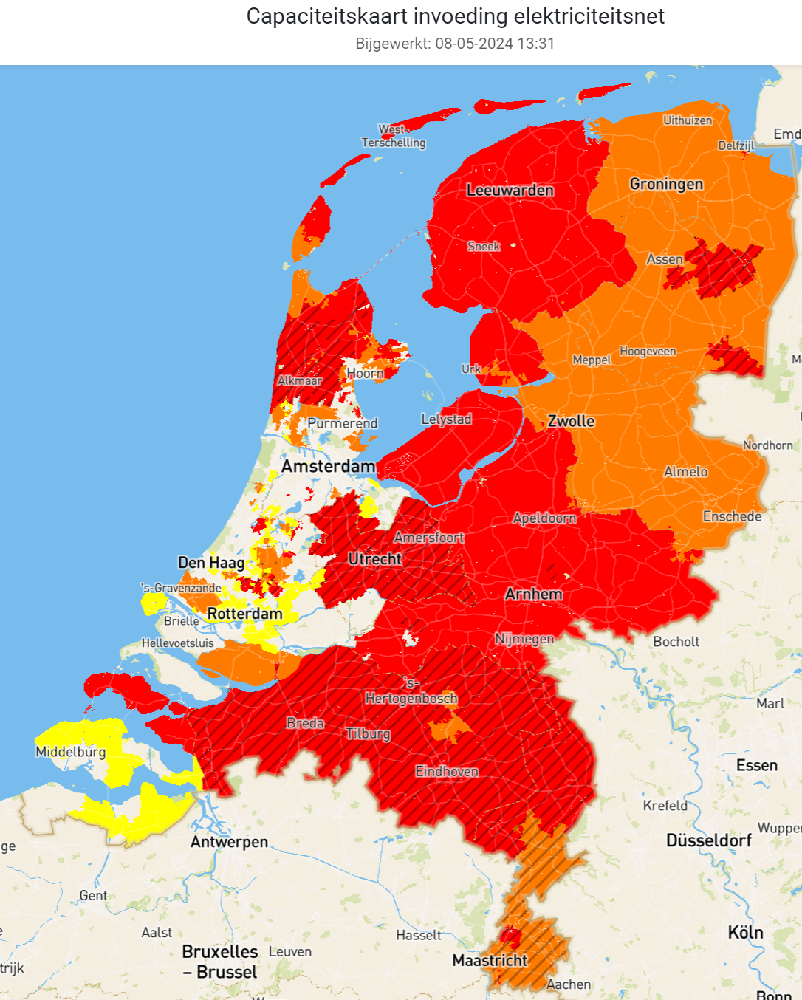 Capaciteitskaart invoeding elektriciteitsnet
Bijgewerkt: 08-05-2024 13:31
Uithuizen
West-
Terschelling
Emd
Delfzijl
Groningen
Leeuwarden
Sneek
Assen
Hoogeveen
Meppel
Urk
Hoorn
Alkmaar
Lelystad
Purmerend
Zwolle
Nordhorn
Amsterdam
Almelo
Enschede
Apeldoorn
Amersfoort
Utrecht
Den Haag
's-Gravenzande
Arnhem
Rotterdam
Brielle
Nijmegen
Hellevoetsluis
Bocholt
's-
Hertogenbosch
Marl
Breda
Tilburg
Middelburg
Essen
Eindhoven
Krefeld
Wupper
Düsseldorf
Antwerpen
ge
Gent
Aalst
Hasselt
Köln
Bruxelles
– Brussel
Leuven
Maastricht
trijk
Aachen
Bonn